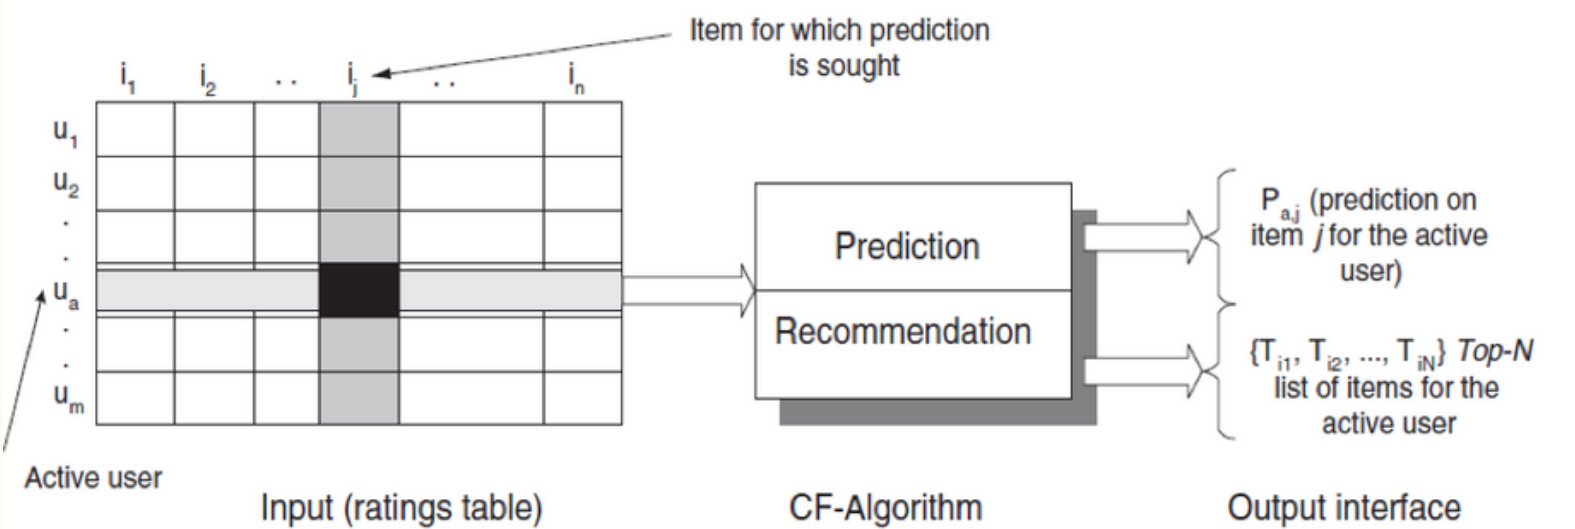 Item for which prediction
is sought
i1 i2 . . ij . . in
u1
u2
.
.
ua
.
.
um
Active user
Input (ratings table)
Prediction
Recommendation
CF-Algorithm
Pa,j (prediction on
item j for the active
user)
{Ti1, Ti2, ..., TiN} Top-N
list of items for the
active user
Output interface